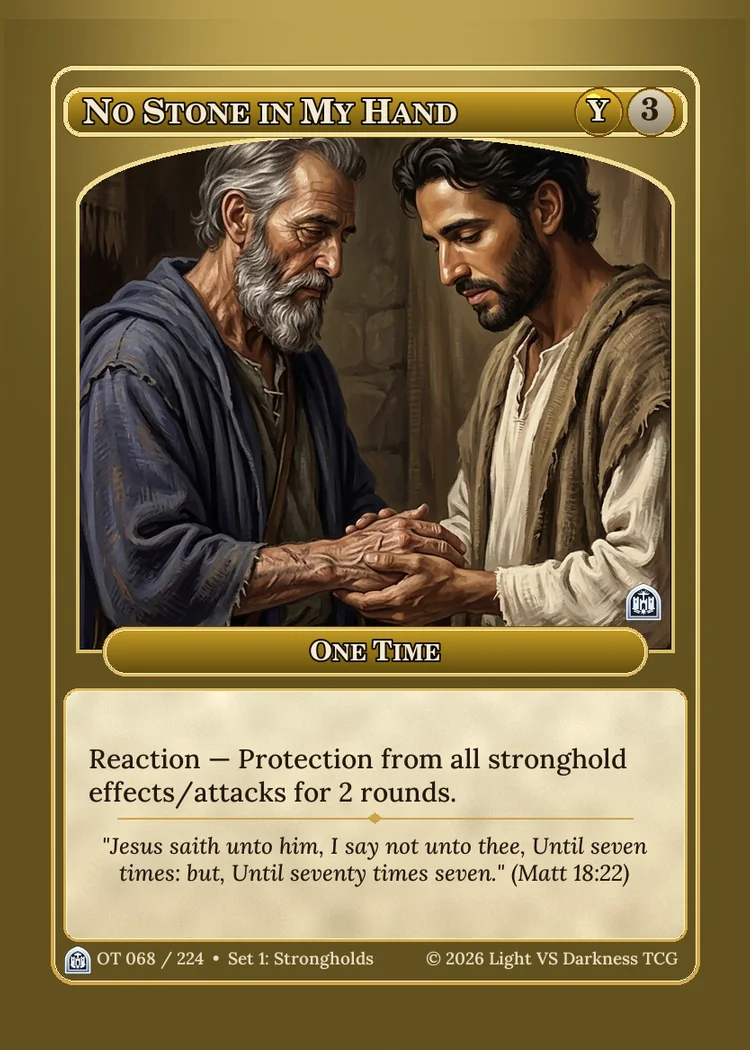 No Stone in My Hand Y 3
One Time
Reaction — Protection from all stronghold
effects/attacks for 2 rounds.
"Jesus saith unto him, I say not unto thee, Until seven
times: but, Until seventy times seven." (Matt 18:22)
OT 068 / 224 • Set 1: Strongholds © 2026 Light VS Darkness TCG